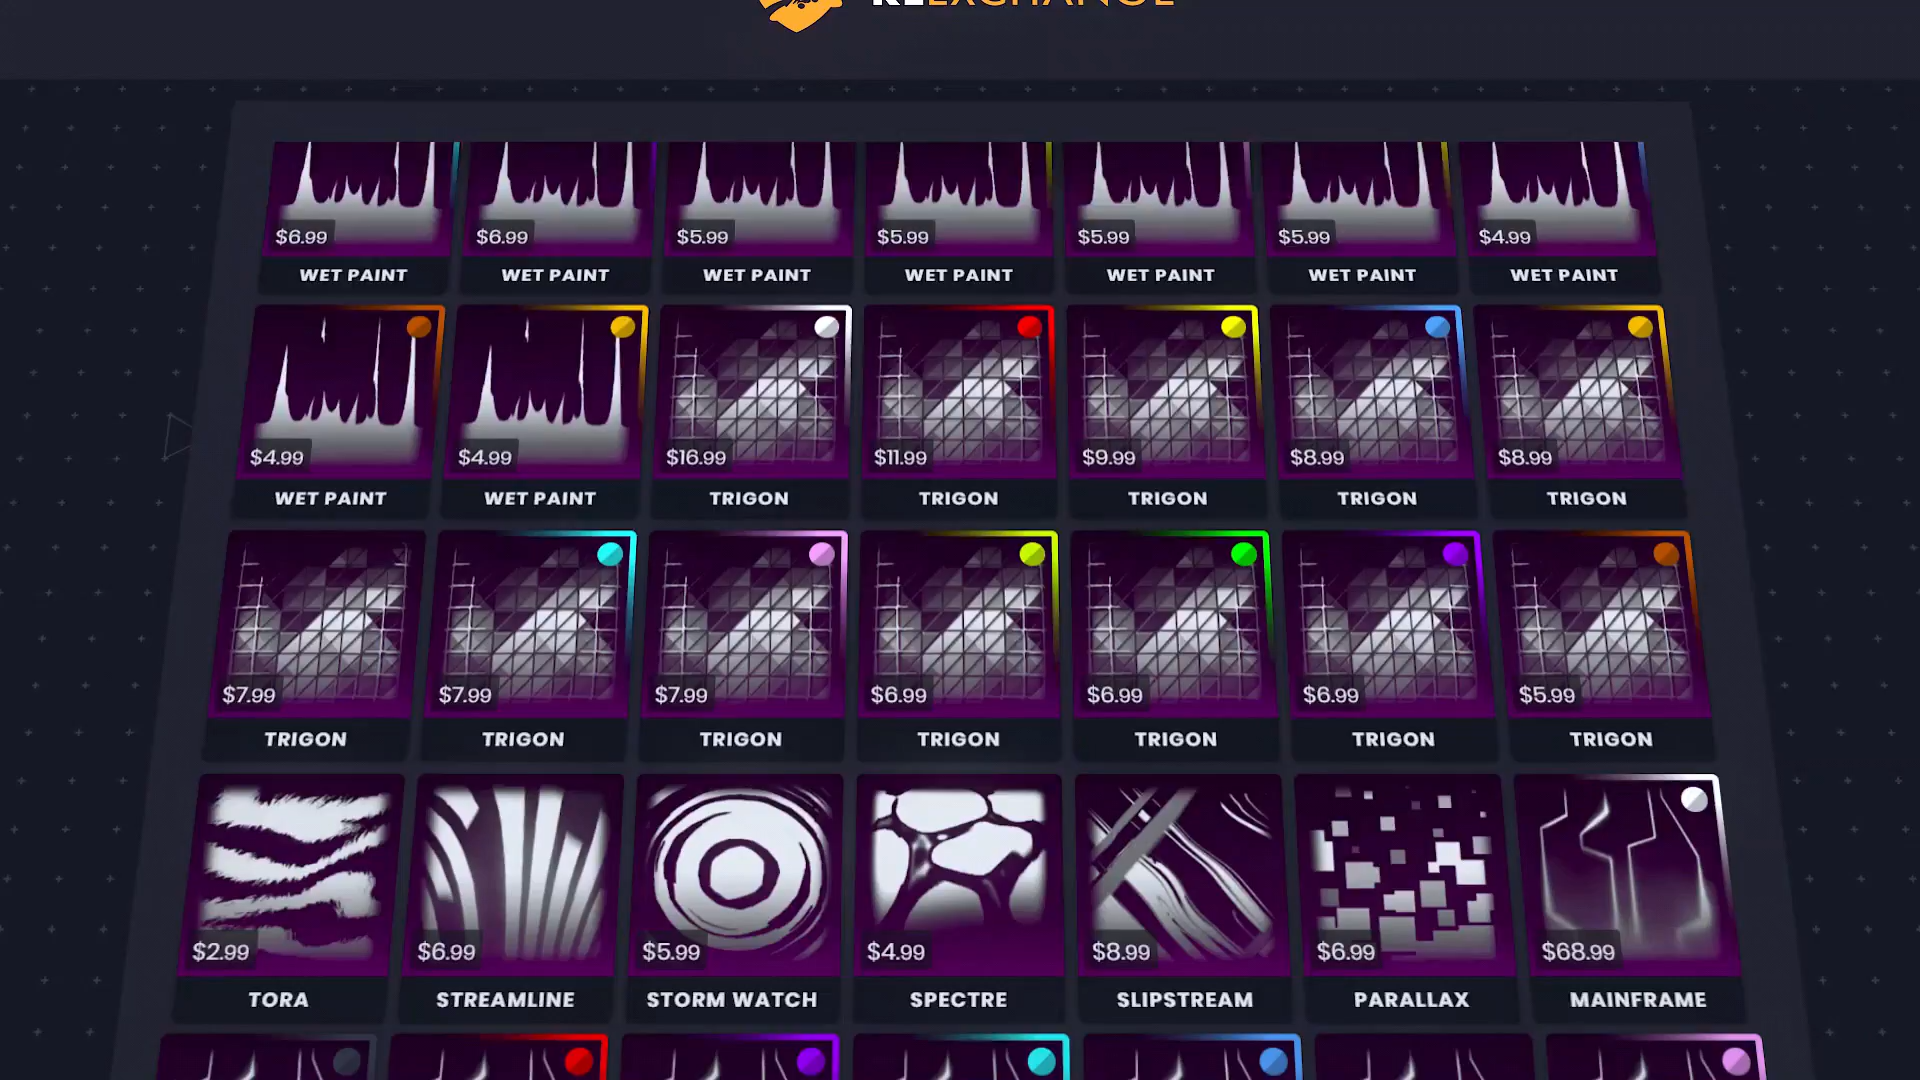 $6.99 $6.99 $5.99 $5.99 $5.99 $5.99 $4.99
WET PAINT WET PAINT WET PAINT WET PAINT WET PAINT WET PAINT WET PAINT
$4.99 $4.99 $16.99 $11.99 $9.99 $8.99 $8.99
WET PAINT WET PAINT TRIGON TRIGON TRIGON TRIGON TRIGON
$7.99 $7.99 $7.99 $6.99 $6.99 $6.99 $5.99
TRIGON TRIGON TRIGON TRIGON TRIGON TRIGON TRIGON
$2.99 $6.99 $5.99 $4.99 $8.99 $6.99 $68.99
TORA STREAMLINE STORM WATCH SPECTRE SLIPSTREAM PARALLAX MAINFRAME